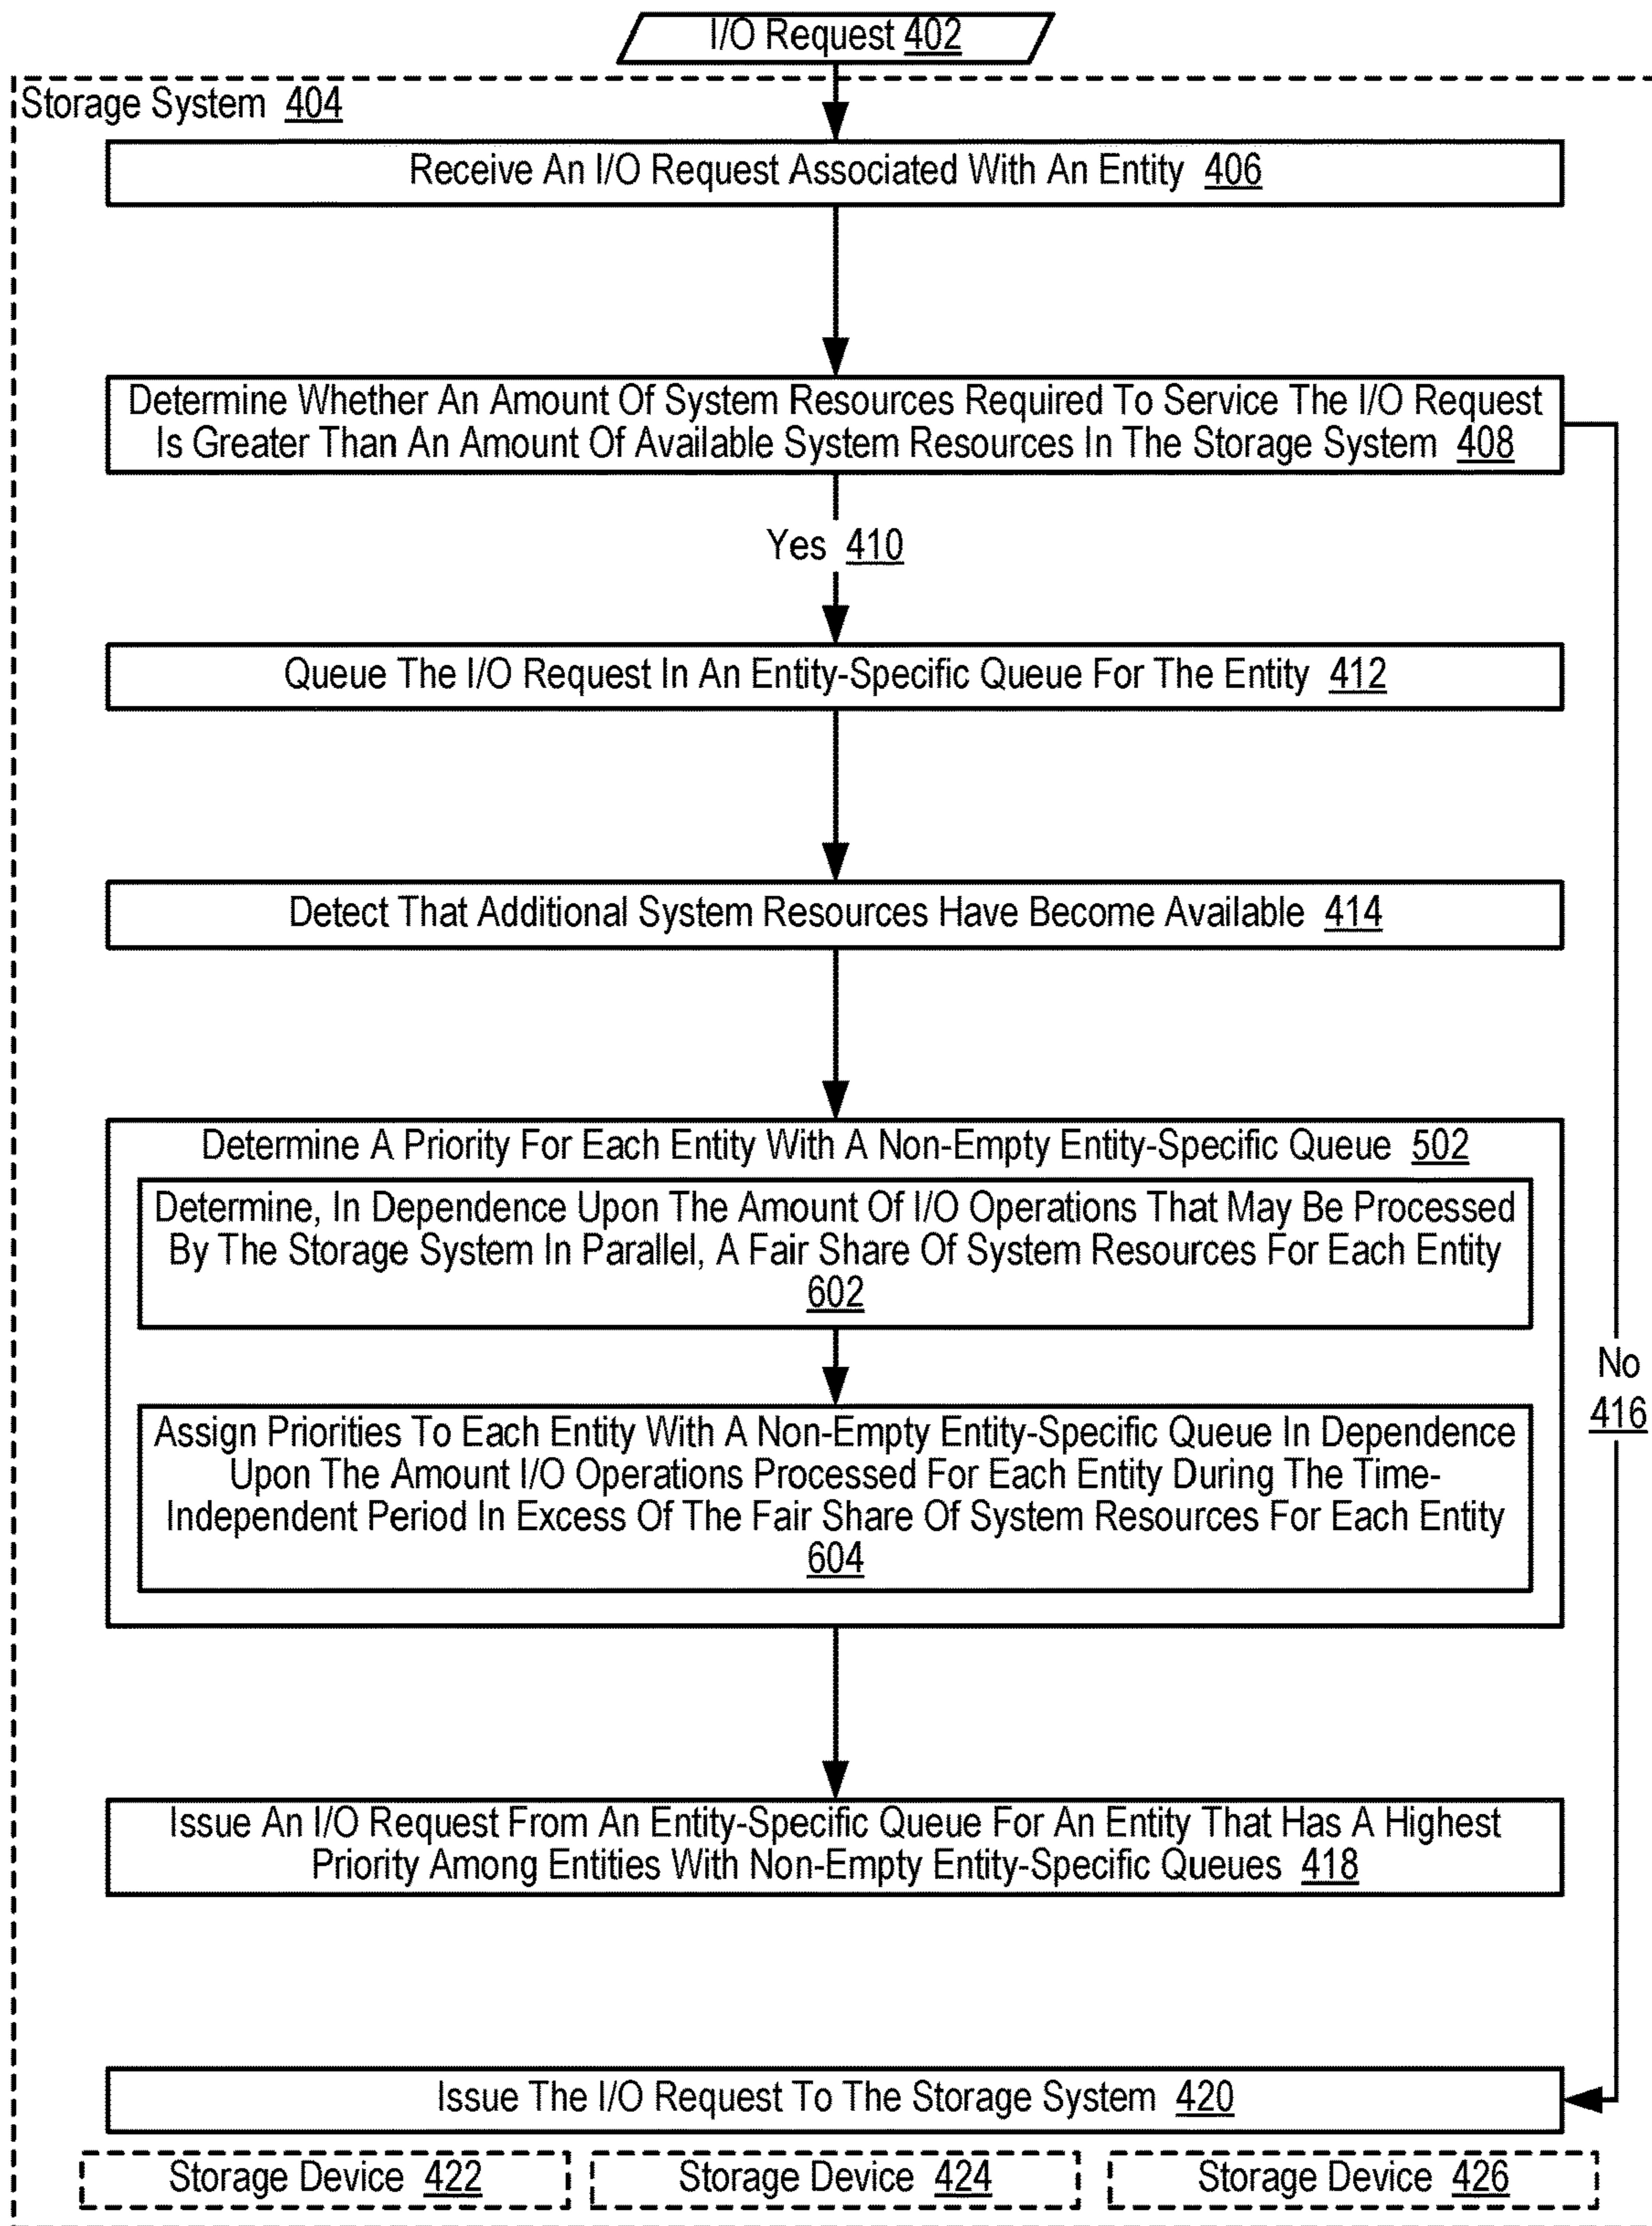 I/O Request 402
Storage System 404
Receive An I/O Request Associated With An Entity 406
Determine Whether An Amount Of System Resources Required To Service The I/O Request
Is Greater Than An Amount Of Available System Resources In The Storage System 408
Yes 410
Queue The I/O Request In An Entity-Specific Queue For The Entity 412
Detect That Additional System Resources Have Become Available 414
Determine A Priority For Each Entity With A Non-Empty Entity-Specific Queue 502
Determine, In Dependence Upon The Amount Of I/O Operations That May Be Processed
By The Storage System In Parallel, A Fair Share Of System Resources For Each Entity
602
No
416
Assign Priorities To Each Entity With A Non-Empty Entity-Specific Queue In Dependence
Upon The Amount I/O Operations Processed For Each Entity During The Time-
Independent Period In Excess Of The Fair Share Of System Resources For Each Entity
604
Issue An I/O Request From An Entity-Specific Queue For An Entity That Has A Highest
Priority Among Entities With Non-Empty Entity-Specific Queues 418
Issue The I/O Request To The Storage System 420
Storage Device 422
Storage Device 424
Storage Device 426